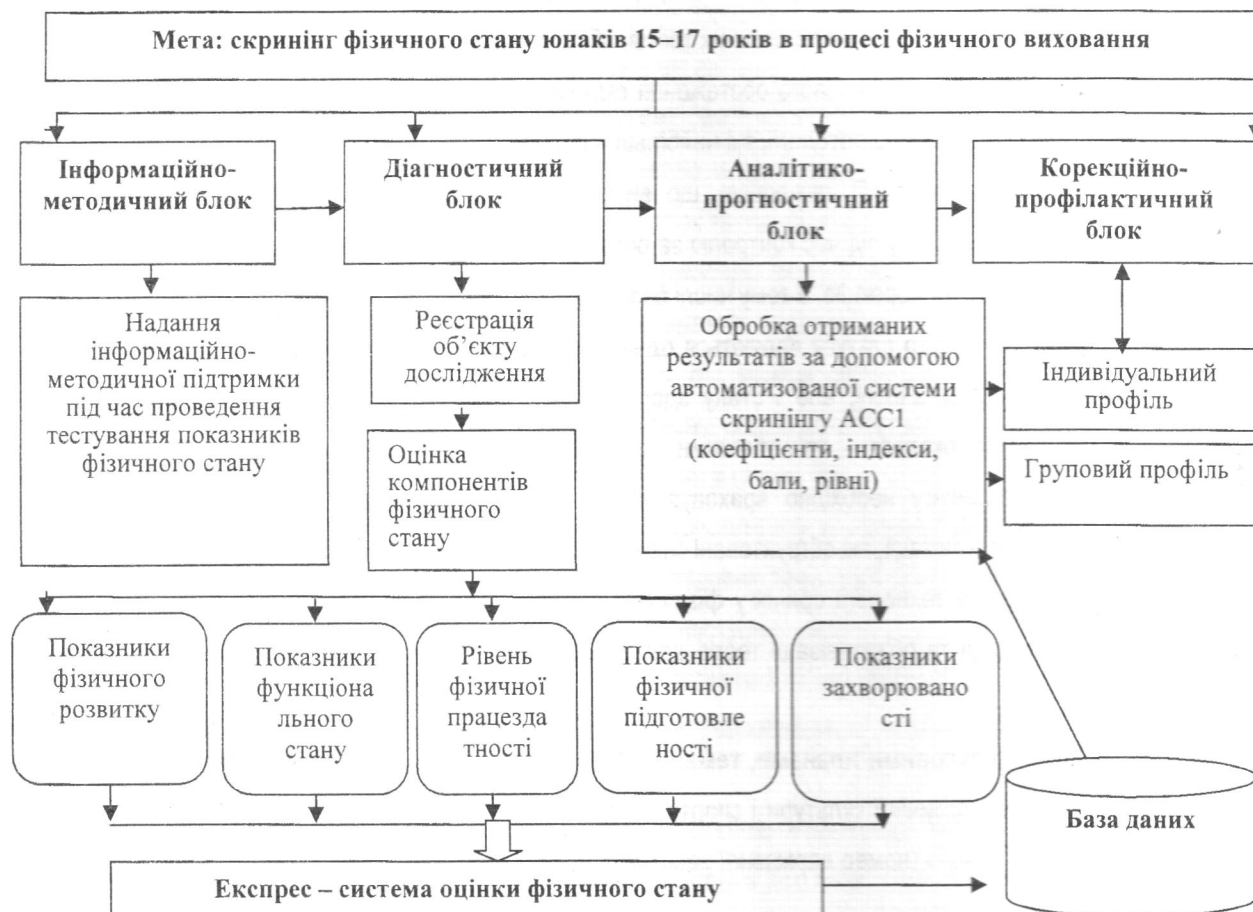 Мета: скринінг фізичного стану юнаків 15–17 років в процесі фізичного виховання
Інформаційно-
методичний блок
Діагностичний
блок
Аналітико-
прогностичний
блок
Корекційно-
профілактичний
блок
Надання
інформаційно-
методичної підтримки
під час проведення
тестування показників
фізичного стану
Реєстрація
об’єкту
дослідження
Оцінка
компонентів
фізичного
стану
Обробка отриманих
результатів за допомогою
автоматизованої системи
скринінгу АСС1
(коефіцієнти, індекси,
бали, рівні)
Індивідуальний
профіль
Груповий профіль
Показники
фізичного
розвитку
Показники
функціона
льного
стану
Рівень
фізичної
працезда
тності
Показники
фізичної
підготовле
ності
Показники
захворювано
сті
База даних
Експрес – система оцінки фізичного стану